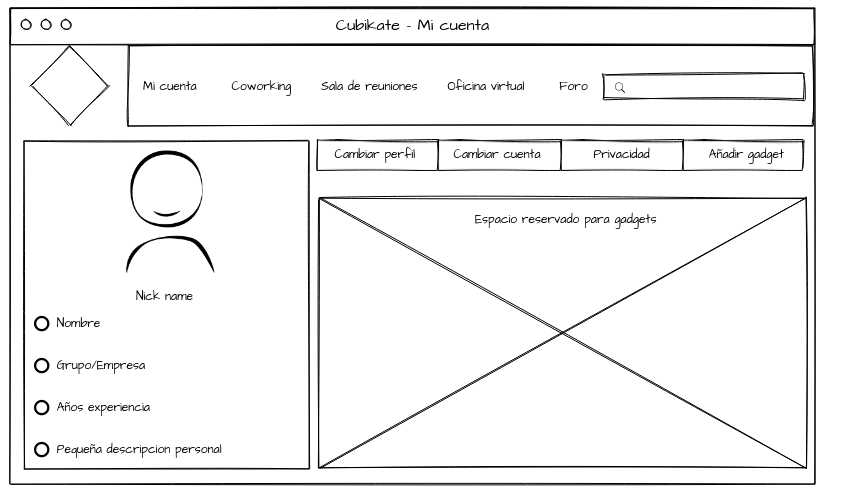 Cubikate - Mi cuenta
Mi cuenta Coworking Sala de reuniones Oficina virtual Foro
Cambiar perfil Cambiar cuenta Privacidad Añadir gadget
Espacio reservado para gadgets
Nick name
Nombre
Grupo/Empresa
Años experiencia
Pequeña descripcion personal